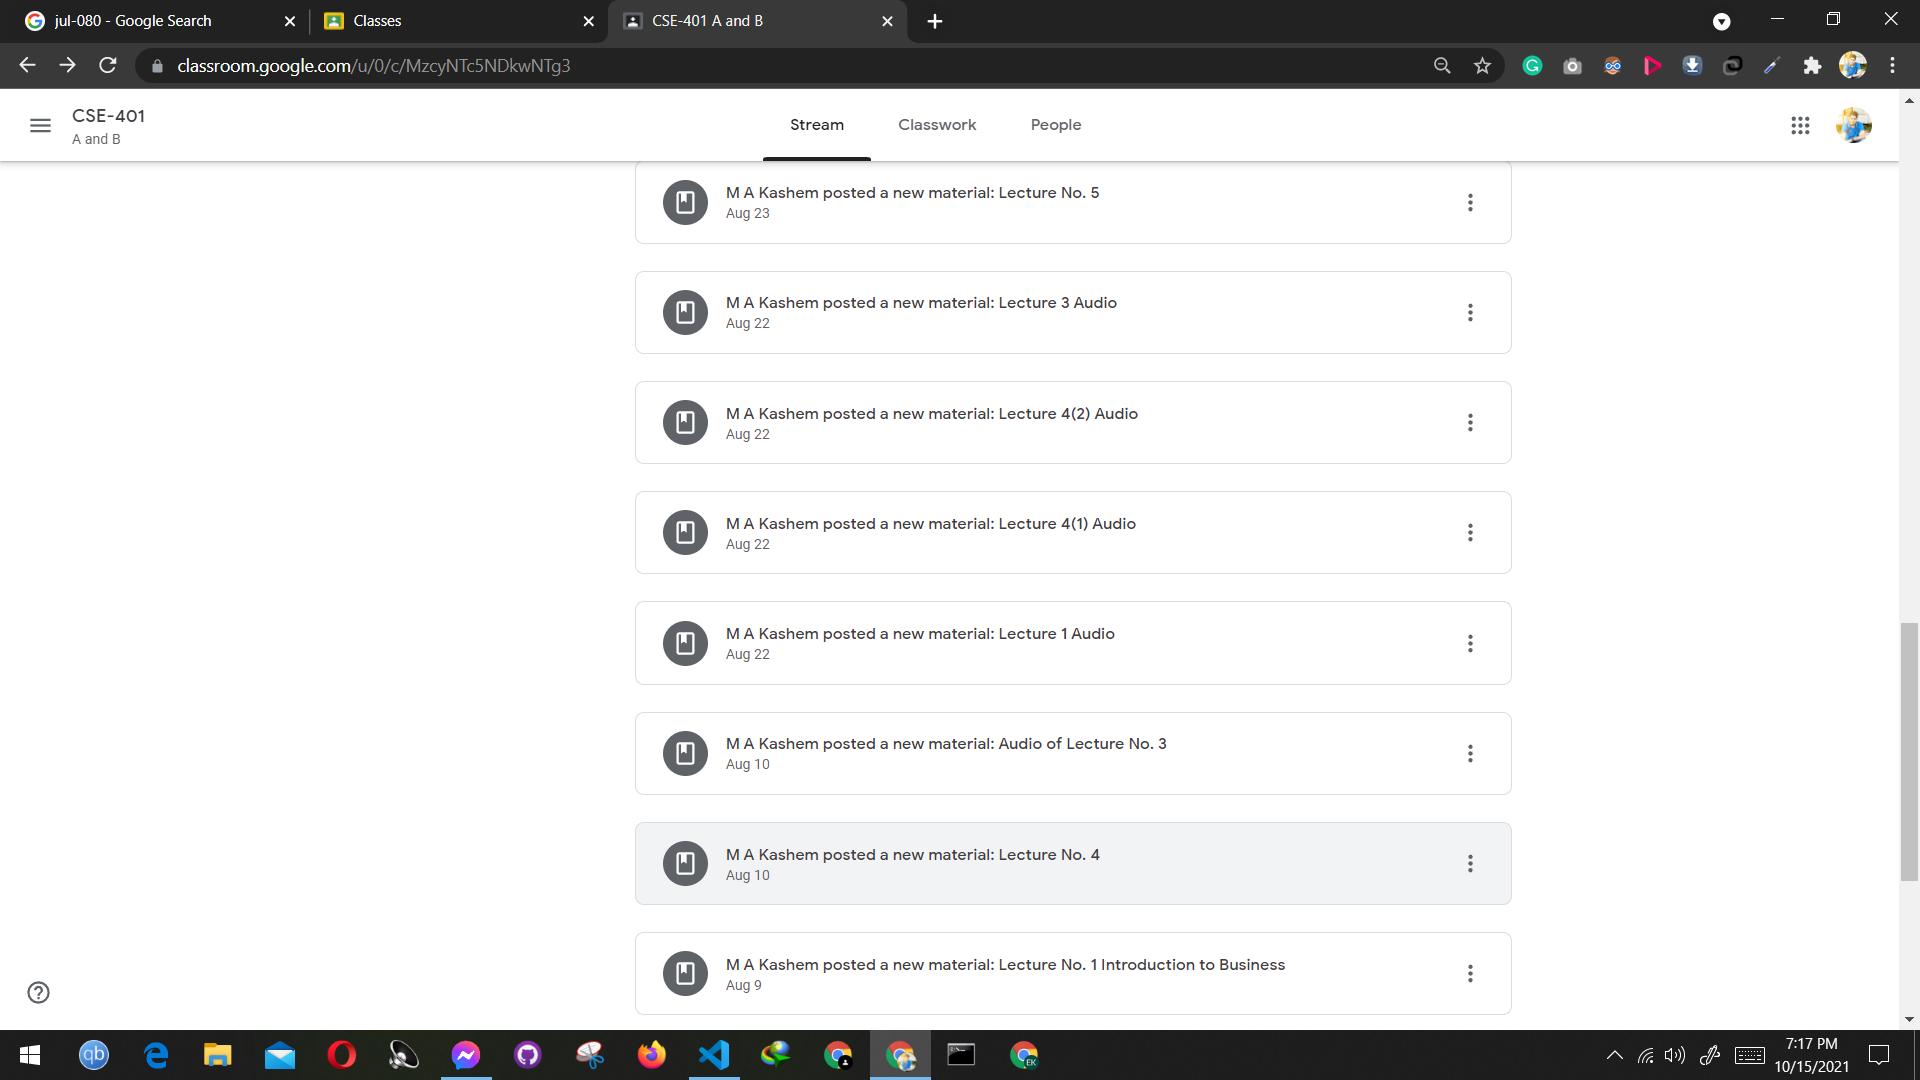 jul-080 - Google Search
Classes
CSE-401 A and B
classroom.google.com/u/0/c/MzcyNTc5NDkwNTg3
CSE-401
A and B
Stream
Classwork
People
M A Kashem posted a new material: Lecture No. 5
Aug 23
M A Kashem posted a new material: Lecture 3 Audio
Aug 22
M A Kashem posted a new material: Lecture 4(2) Audio
Aug 22
M A Kashem posted a new material: Lecture 4(1) Audio
Aug 22
M A Kashem posted a new material: Lecture 1 Audio
Aug 22
M A Kashem posted a new material: Audio of Lecture No. 3
Aug 10
M A Kashem posted a new material: Lecture No. 4
Aug 10
M A Kashem posted a new material: Lecture No. 1 Introduction to Business
Aug 9
qb
EK
7:17 PM
10/15/2021